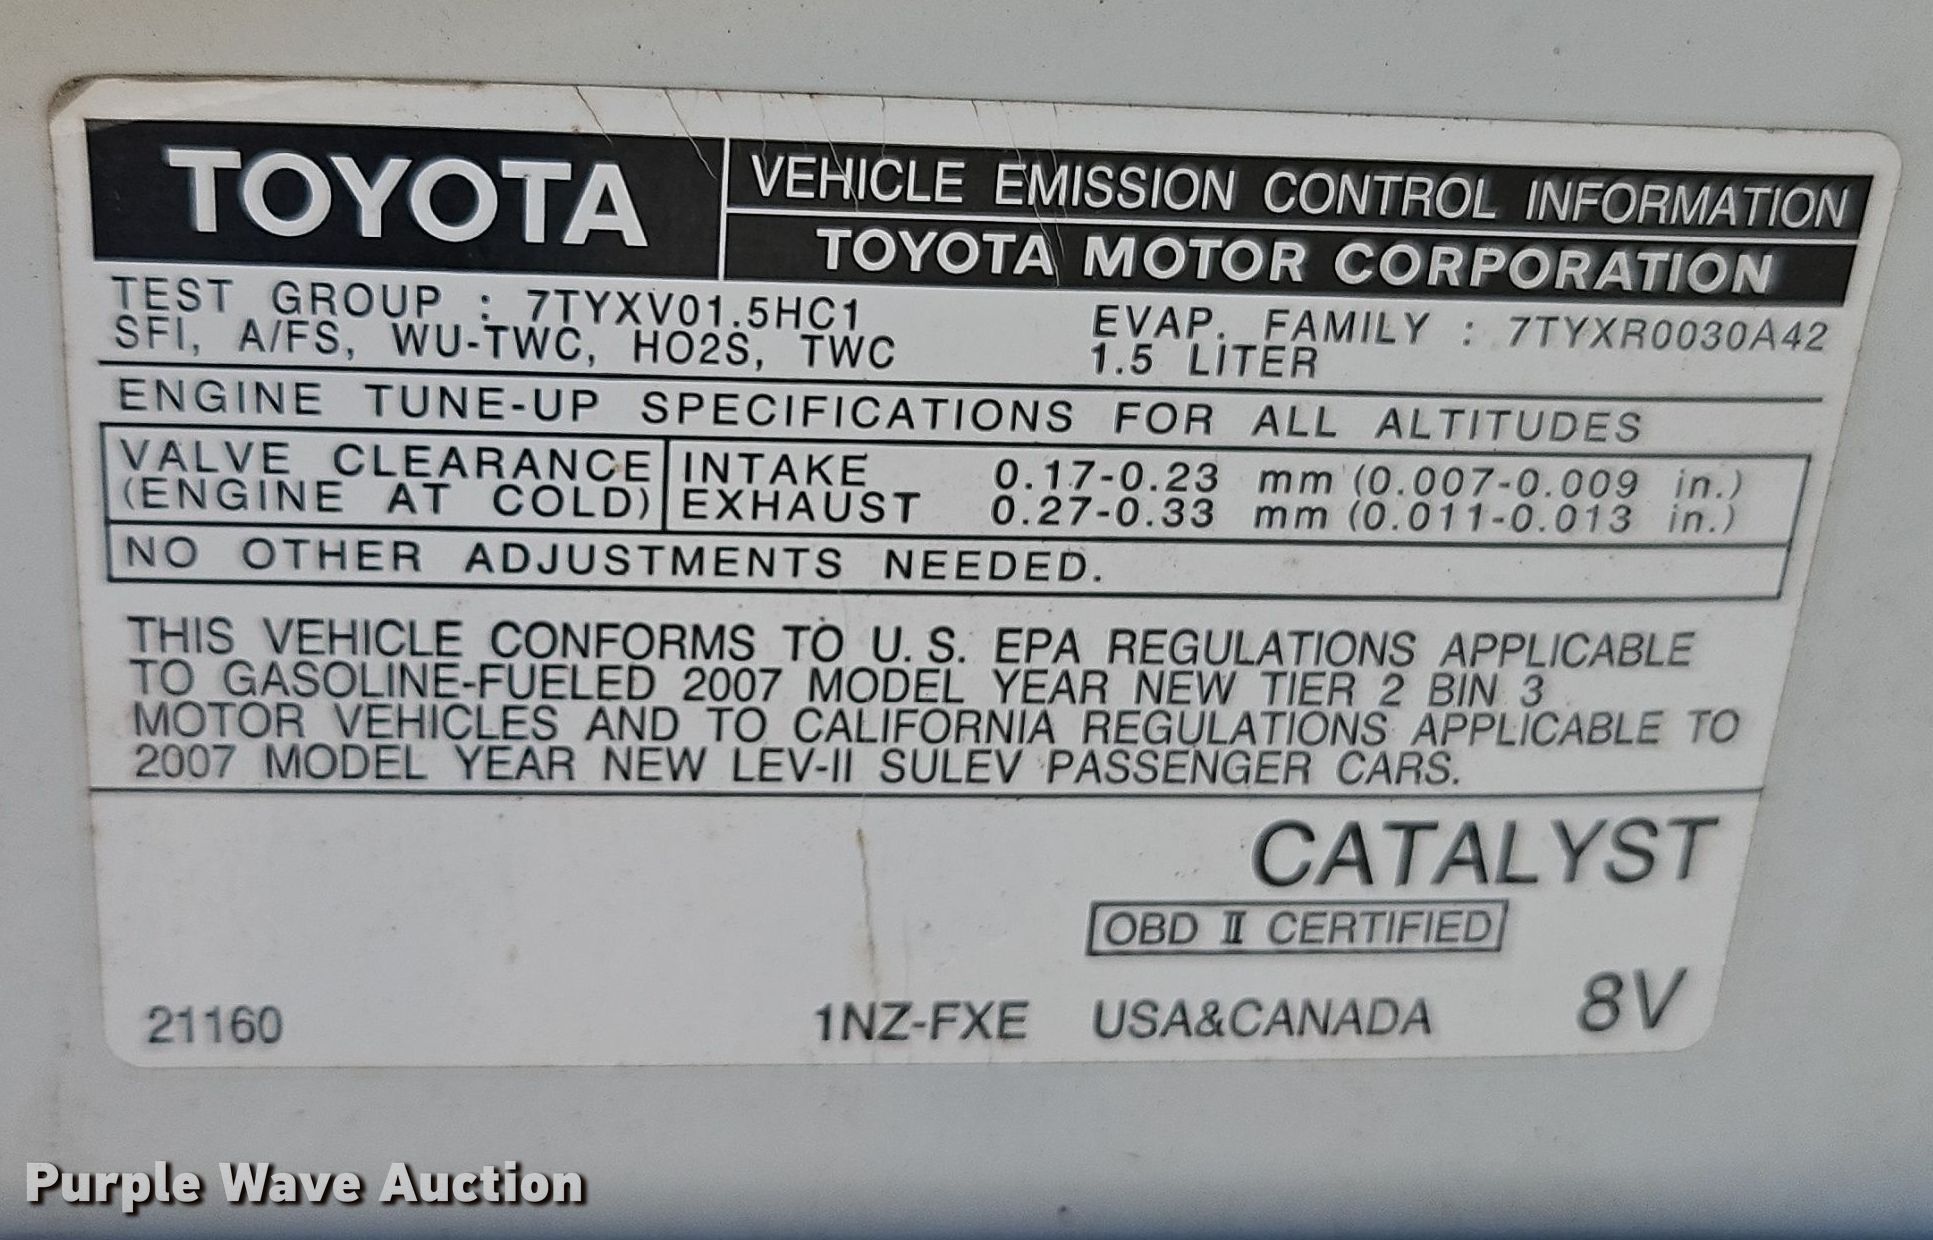 TOYOTA
VEHICLE EMISSION CONTROL INFORMATION
TOYOTA MOTOR CORPORATION
TEST GROUP : 7TYXV01.5HC1 EVAP. FAMILY : 7TYXR0030A42
SFI, A/FS, WU-TWC, HO2S, TWC 1.5 LITER
ENGINE TUNE-UP SPECIFICATIONS FOR ALL ALTITUDES
VALVE CLEARANCE INTAKE 0.17-0.23 mm (0.007-0.009 in.)
(ENGINE AT COLD) EXHAUST 0.27-0.33 mm (0.011-0.013 in.)
NO OTHER ADJUSTMENTS NEEDED.
THIS VEHICLE CONFORMS TO U.S. EPA REGULATIONS APPLICABLE
TO GASOLINE-FUELED 2007 MODEL YEAR NEW TIER 2 BIN 3
MOTOR VEHICLES AND TO CALIFORNIA REGULATIONS APPLICABLE TO
2007 MODEL YEAR NEW LEV-II SULEV PASSENGER CARS.
CATALYST
OBD II CERTIFIED
21160 1NZ-FXE USA&CANADA 8V
Purple Wave Auction